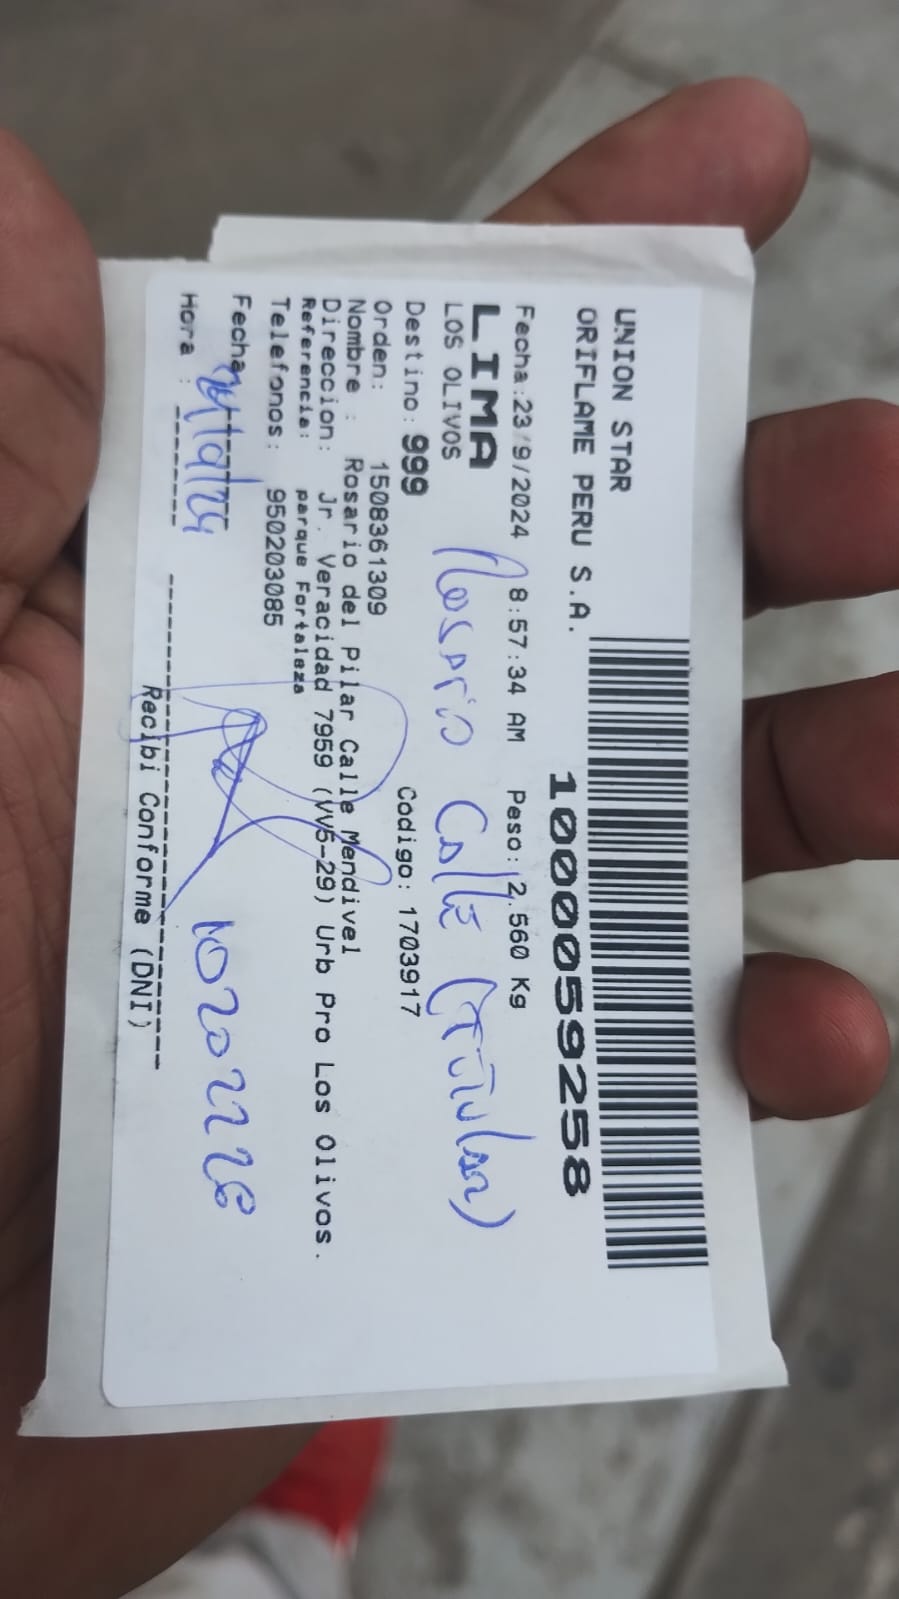 UNION STAR
ORIFLAME PERU S.A.
1000059258
Fecha:23/9/2024 8:57:34 AM Peso: 2.560 Kg
LIMA
LOS OLIVOS
Rosario Calle (Titular)
Destino: 999 Codigo: 1703917
Orden: 1508361309
Nombre : Rosario del Pilar Calle Mendivel
Direccion: Jr. Veracidad 7959 (VV5-29) Urb Pro Los Olivos.
Referencia: parque Fortaleza
Telefonos: 950203085
Fecha
Hora :
Recibi Conforme (DNI)